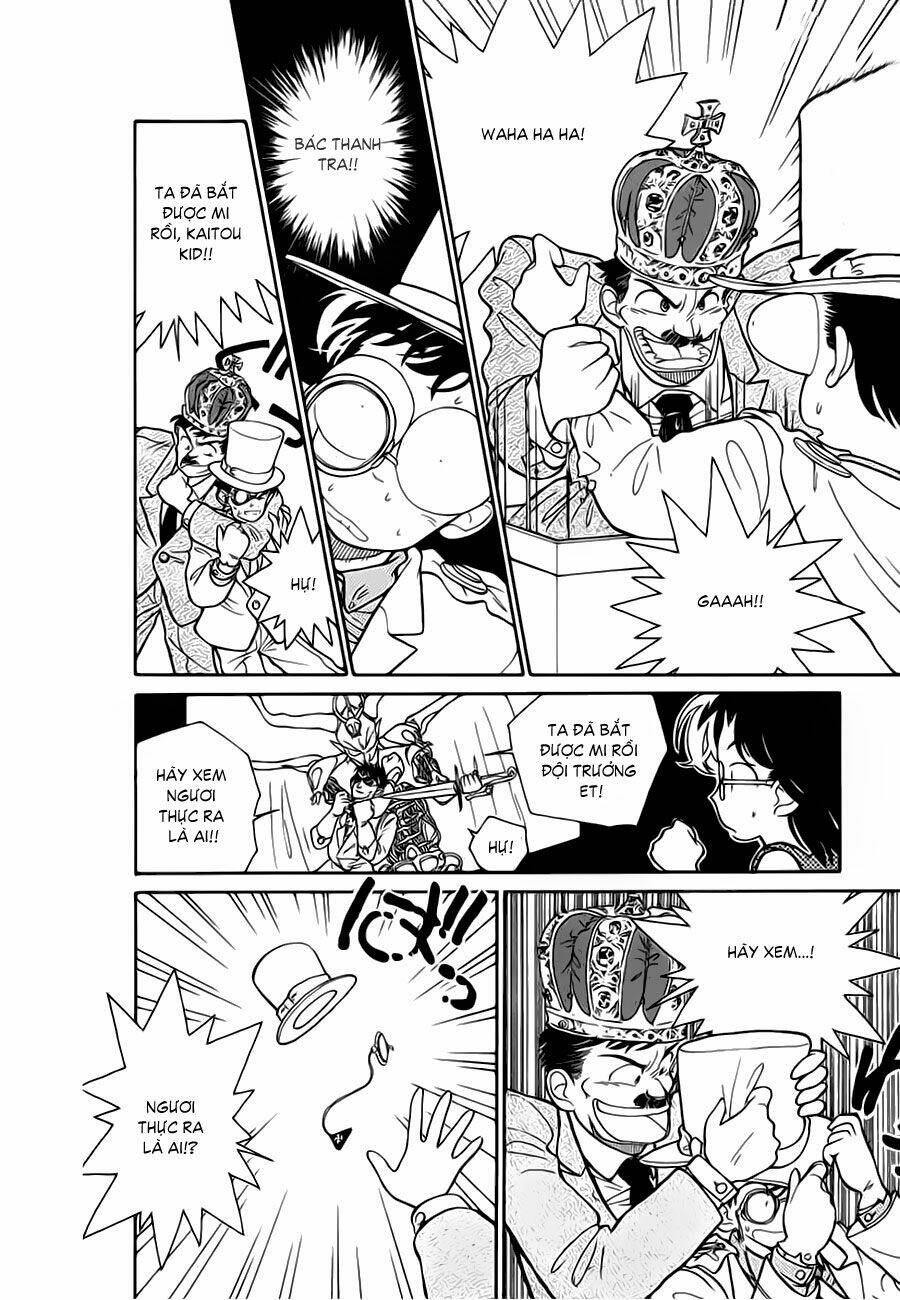 WAHA HA HA!
GAAAH!!
BÁC THANH
TRA!!
TA ĐÃ BẮT
ĐƯỢC MI
RỒI, KAITOU
KID!!
HỰ!
TA ĐÃ BẮT
ĐƯỢC MI RỒI
ĐỘI TRƯỞNG
ET!
HỰ!
HÃY XEM
NGƯƠI
THỰC RA
LÀ AI!!
HÃY XEM...!
NGƯƠI
THỰC RA
LÀ AI!?